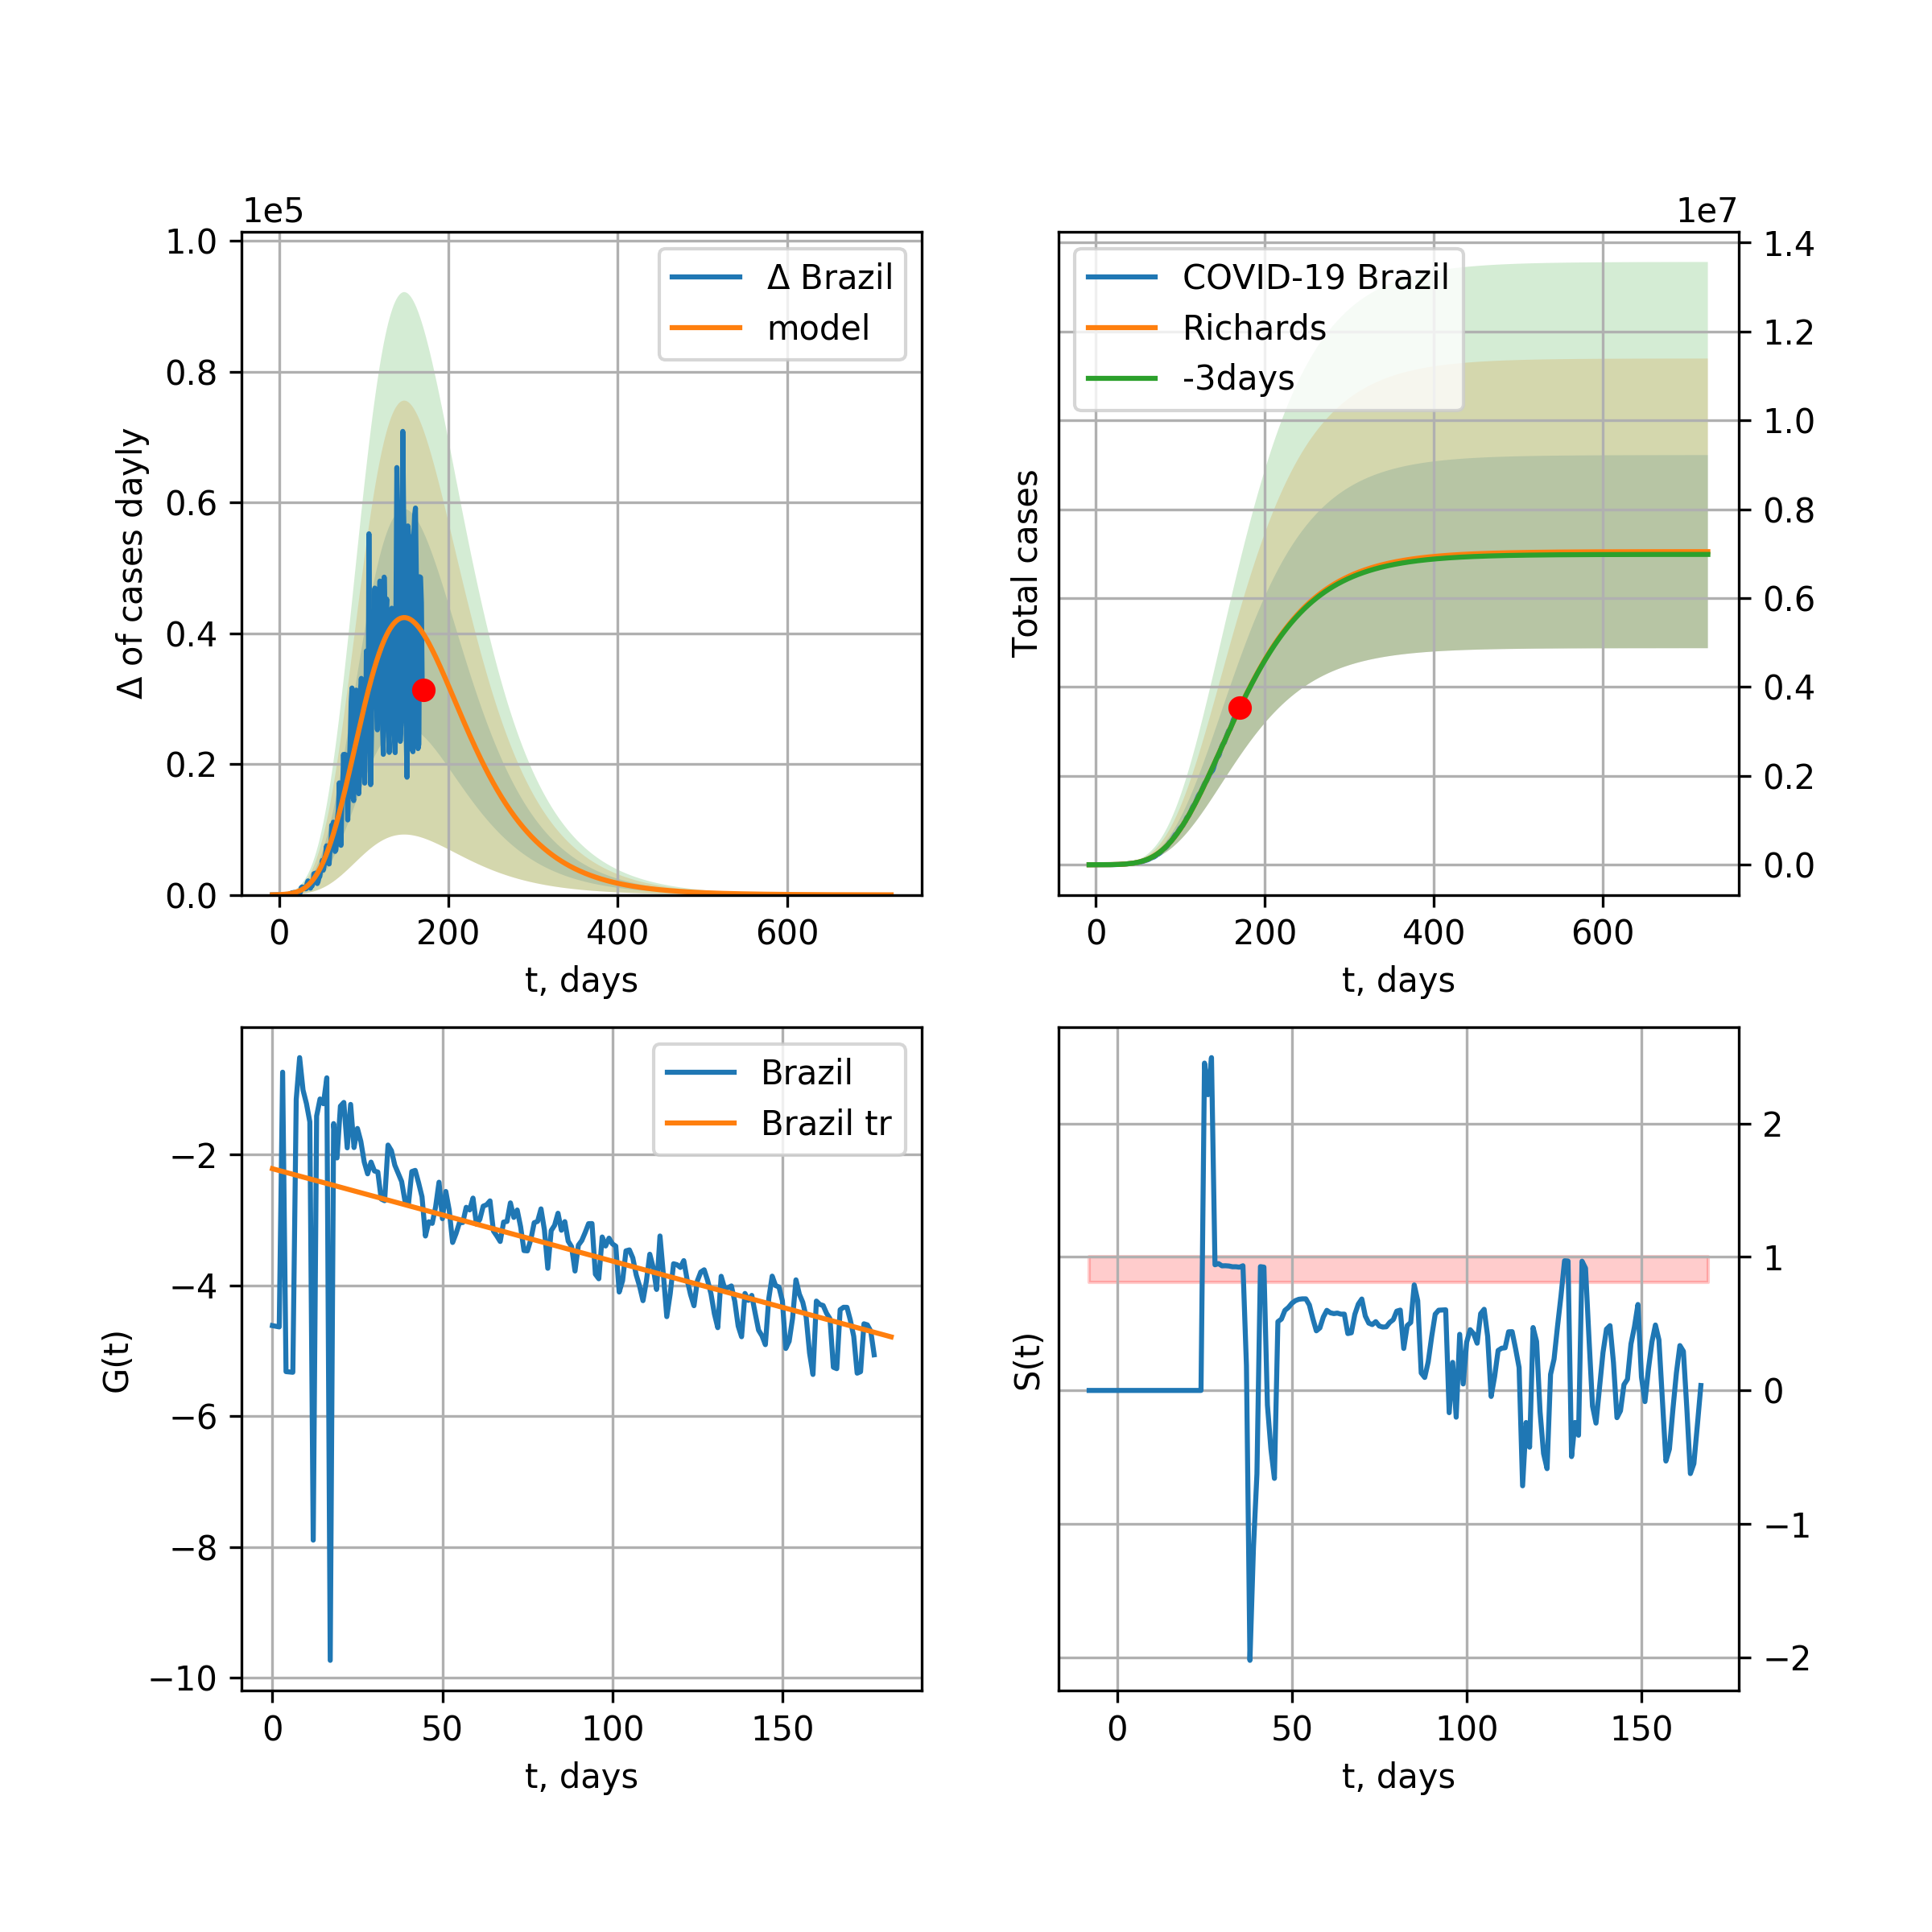 1e5
1.0
0.8
0.6
0.4
0.2
0.0
Δ of cases dayly
Δ Brazil
model
0
200
400
600
t, days
1e7
1.4
1.2
1.0
0.8
0.6
0.4
0.2
0.0
Total cases
COVID-19 Brazil
Richards
-3days
0
200
400
600
t, days
−2
−4
−6
−8
−10
G(t)
Brazil
Brazil tr
0
50
100
150
t, days
2
1
0
−1
−2
S(t)
0
50
100
150
t, days